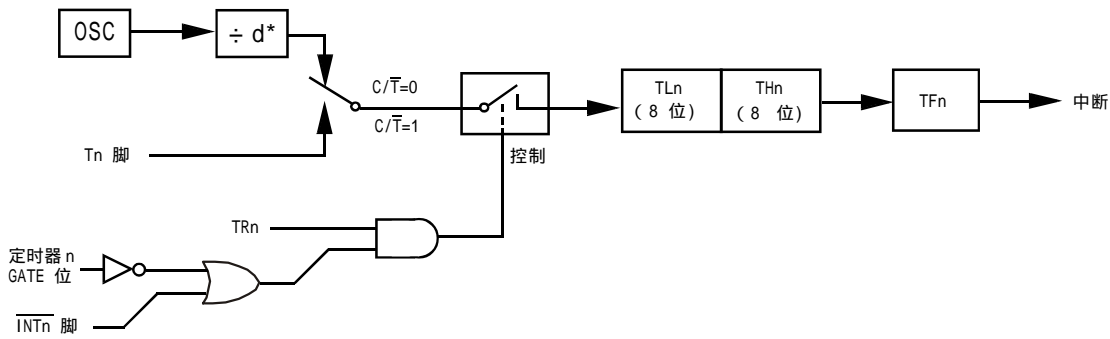 OSC
÷ d*
C/T̅=0
C/T̅=1
Tn 脚
控制
TLn
(8 位)
THn
(8 位)
TFn
中断
TRn
定时器 n
GATE 位
I̅N̅T̅n̅ 脚